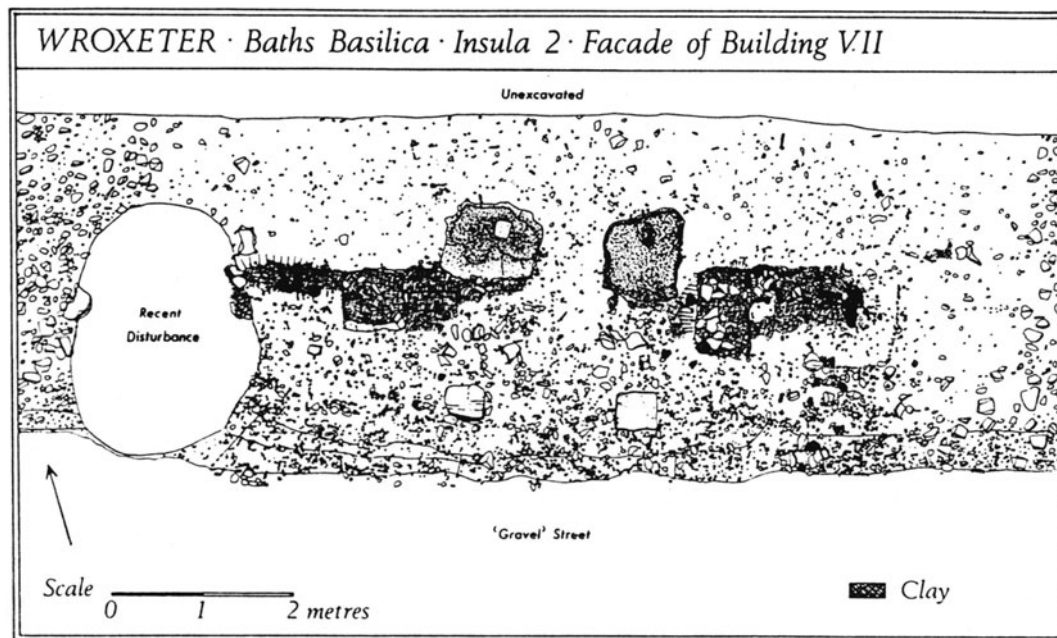 WROXETER · Baths Basilica · Insula 2 · Facade of Building V.II
Unexcavated
Recent
Disturbance
'Gravel' Street
Scale
0 1 2 metres
Clay